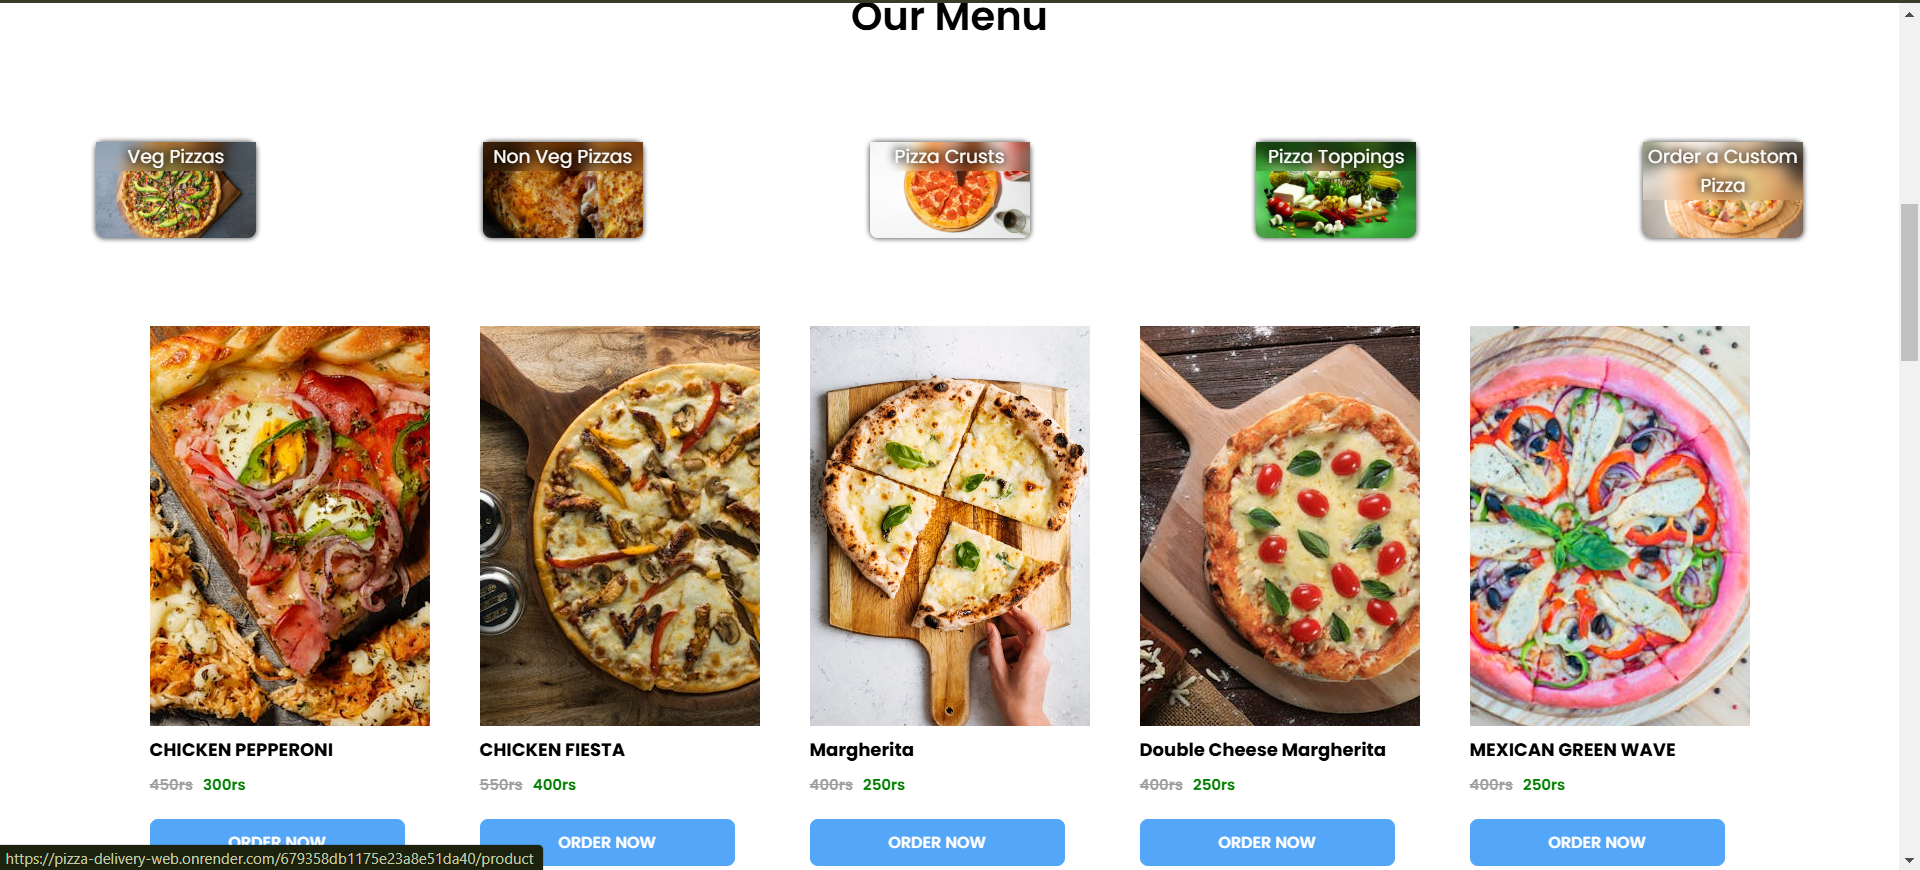 Our Menu
Veg Pizzas
Non Veg Pizzas
Pizza Crusts
Pizza Toppings
Order a Custom
Pizza
CHICKEN PEPPERONI
450rs 300rs
ORDER NOW
CHICKEN FIESTA
550rs 400rs
ORDER NOW
Margherita
400rs 250rs
ORDER NOW
Double Cheese Margherita
400rs 250rs
ORDER NOW
MEXICAN GREEN WAVE
400rs 250rs
ORDER NOW
https://pizza-delivery-web.onrender.com/679358db1175e23a8e51da40/product